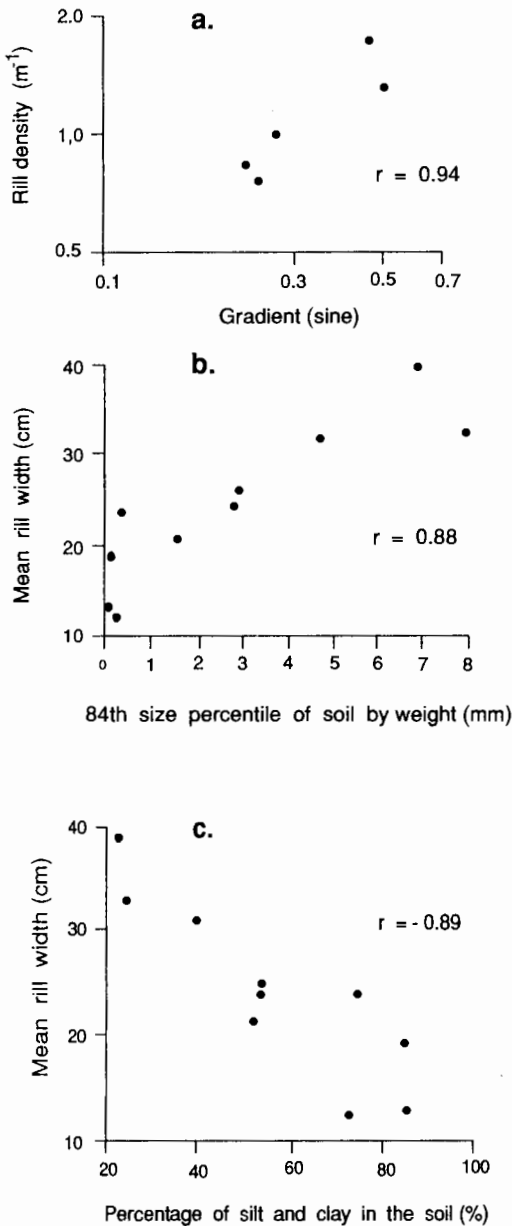 a.
2.0
1,0
0.5
Rill density (m-1)
r = 0.94
0.1 0.3 0.5 0.7
Gradient (sine)
b.
40
30
20
10
Mean rill width (cm)
r = 0.88
0 1 2 3 4 5 6 7 8
84th size percentile of soil by weight (mm)
c.
40
30
20
10
Mean rill width (cm)
r = - 0.89
20 40 60 80 100
Percentage of silt and clay in the soil (%)